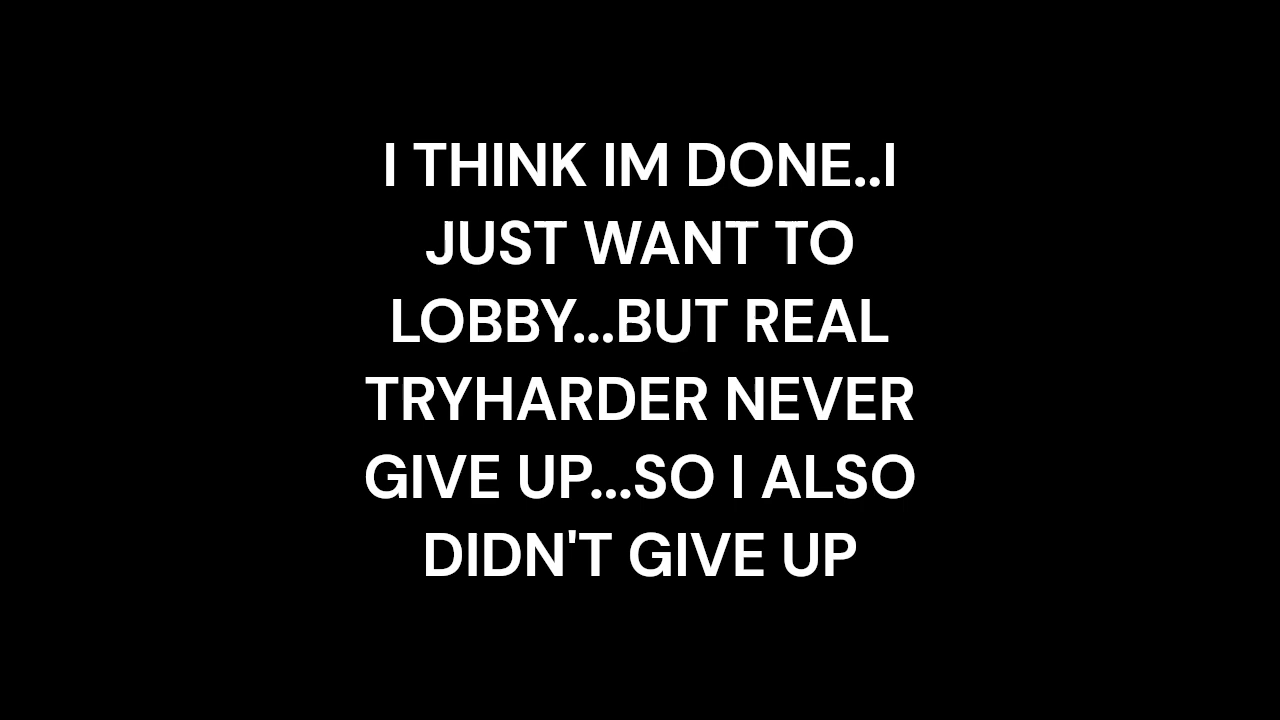 I THINK IM DONE..I
JUST WANT TO
LOBBY...BUT REAL
TRYHARDER NEVER
GIVE UP...SO I ALSO
DIDN'T GIVE UP